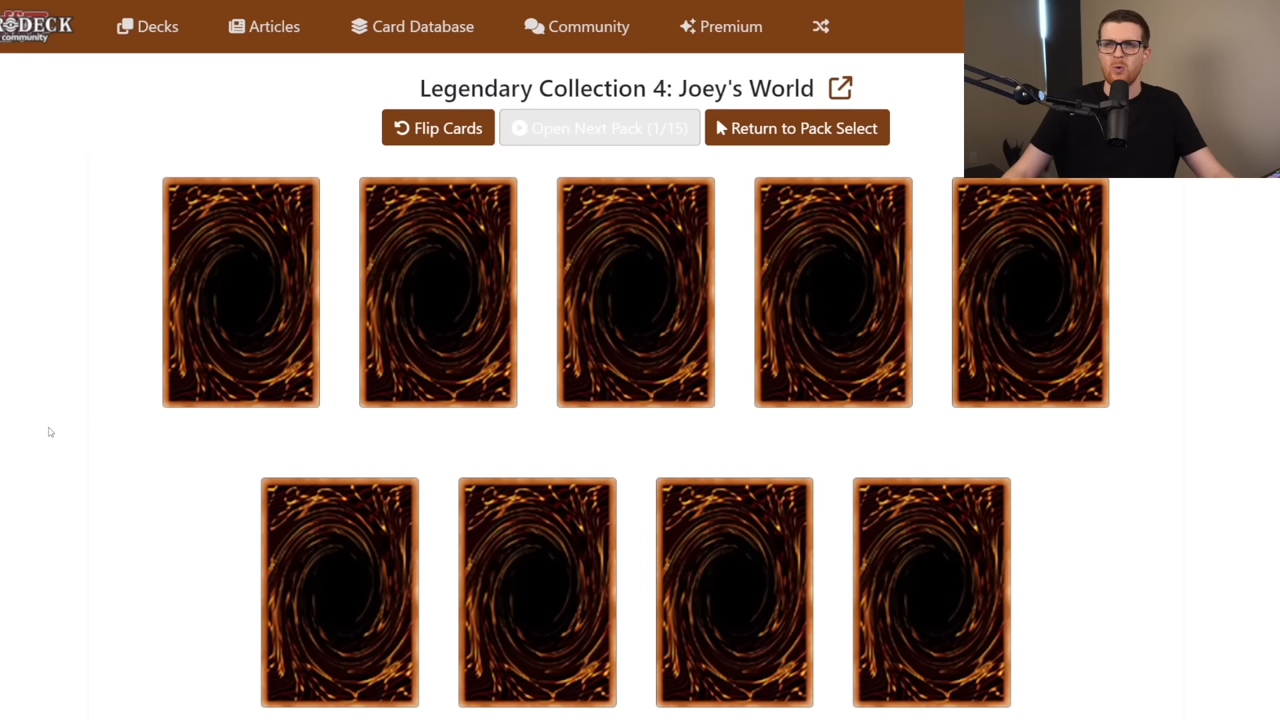 DECK
community
Decks
Articles
Card Database
Community
Premium
Legendary Collection 4: Joey's World
Flip Cards
Open Next Pack (1/15)
Return to Pack Select